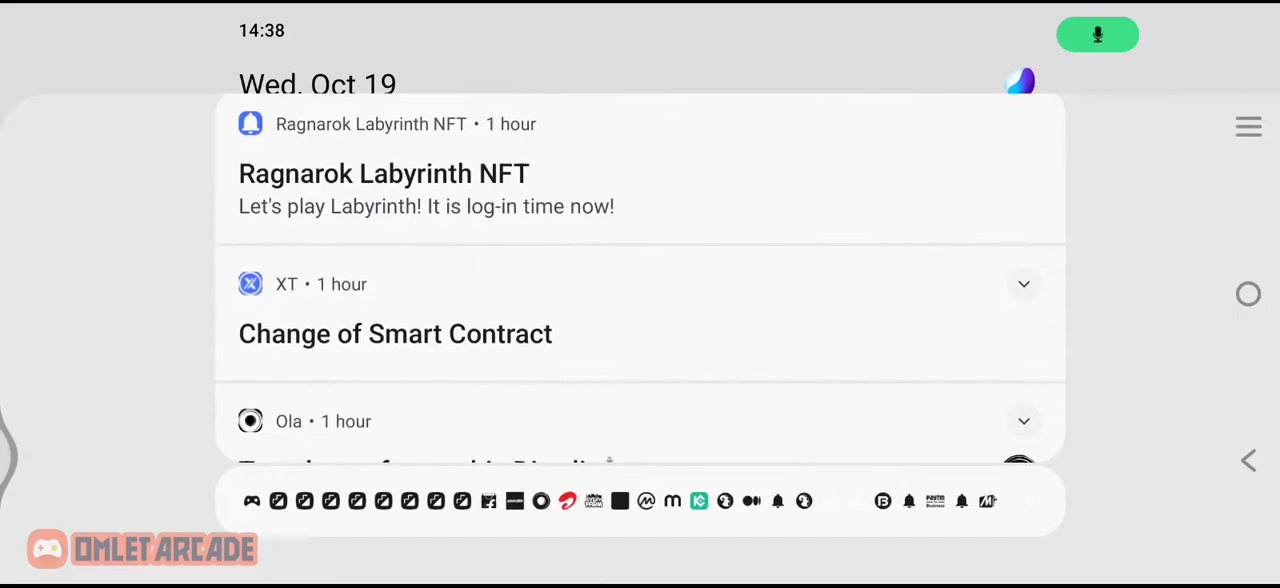 14:38
Wed, Oct 19
Ragnarok Labyrinth NFT • 1 hour
Ragnarok Labyrinth NFT
Let's play Labyrinth! It is log-in time now!
XT • 1 hour
Change of Smart Contract
Ola • 1 hour
OMLET ARCADE